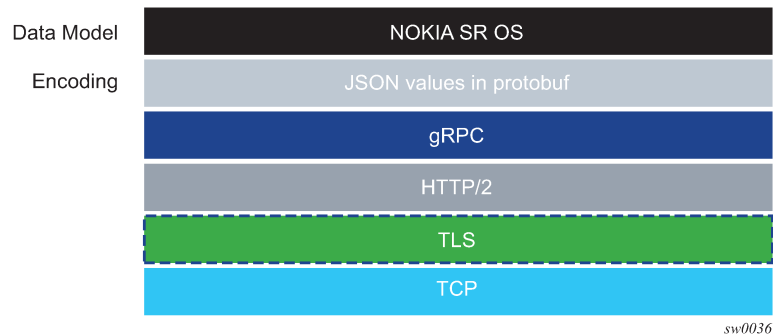 Data Model NOKIA SR OS
Encoding JSON values in protobuf
gRPC
HTTP/2
TLS
TCP
sw0036